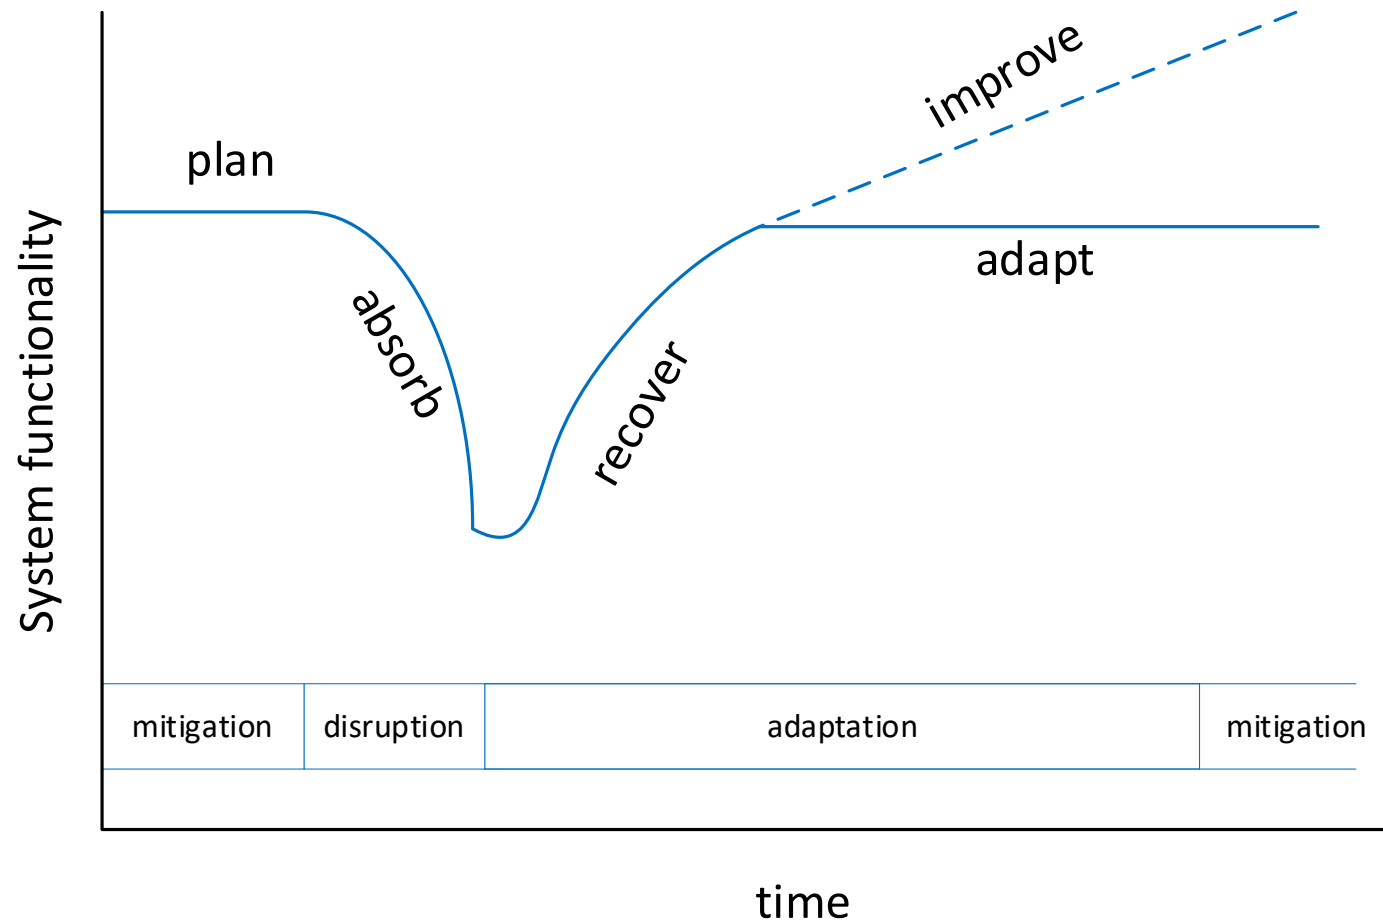 improve
plan
adapt
absorb
recover
System functionality
mitigation
disruption
adaptation
mitigation
time